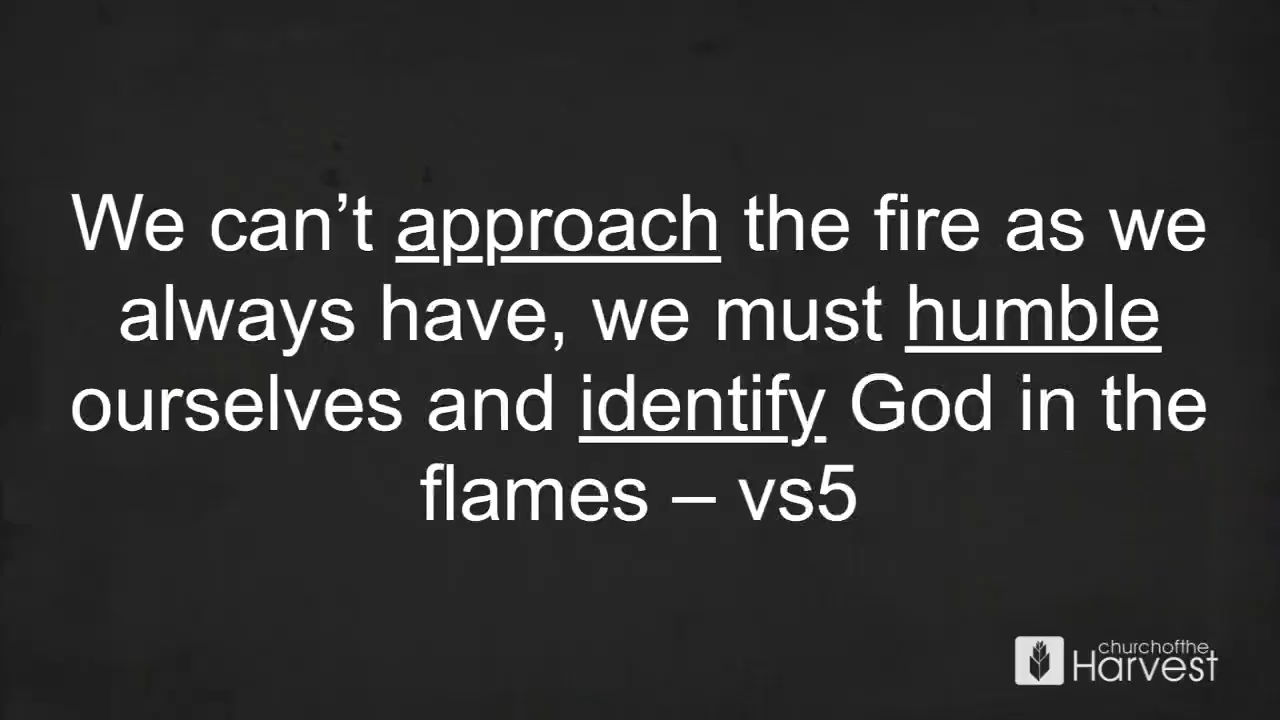 We can’t approach the fire as we
always have, we must humble
ourselves and identify God in the
flames – vs5
churchofthe
Harvest